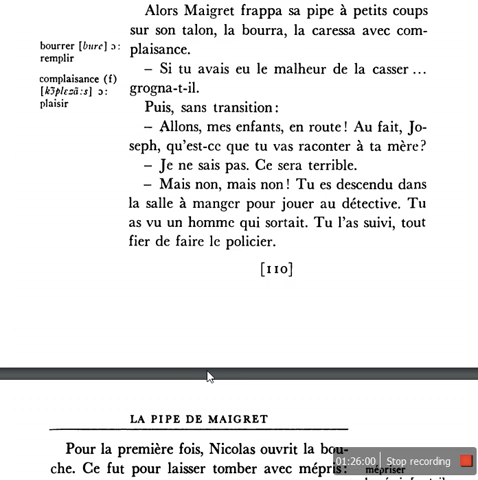 Alors Maigret frappa sa pipe à petits coups
sur son talon, la bourra, la caressa avec com-
plaisance.
– Si tu avais eu le malheur de la casser ...
grogna-t-il.
Puis, sans transition:
– Allons, mes enfants, en route! Au fait, Jo-
seph, qu'est-ce que tu vas raconter à ta mère?
– Je ne sais pas. Ce sera terrible.
– Mais non, mais non! Tu es descendu dans
la salle à manger pour jouer au détective. Tu
as vu un homme qui sortait. Tu l'as suivi, tout
fier de faire le policier.
bourrer [bure] ɔ:
remplir
complaisance (f)
[kɔ̃plɛzɑ̃:s] ɔ:
plaisir
[110]
LA PIPE DE MAIGRET
Pour la première fois, Nicolas ouvrit la bou-
che. Ce fut pour laisser tomber avec mépris:
mépriser
01:26:00 Stop recording